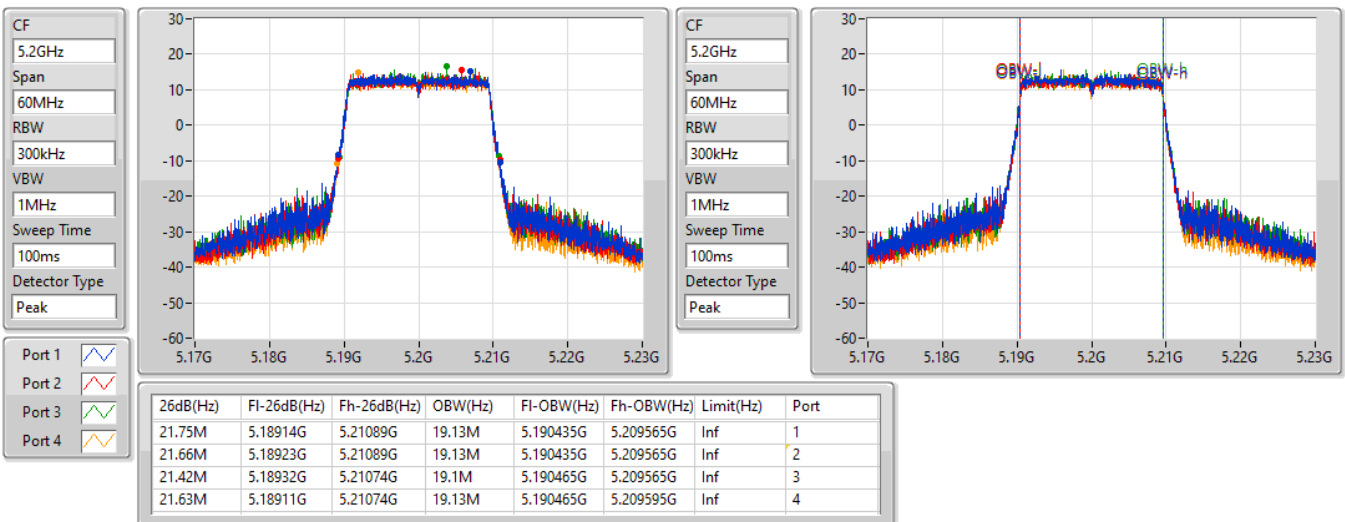 CF
5.2GHz
Span
60MHz
RBW
300kHz
VBW
1MHz
Sweep Time
100ms
Detector Type
Peak
30
20
10
0
-10
-20
-30
-40
-50
-60
5.17G 5.18G 5.19G 5.2G 5.21G 5.22G 5.23G
CF
5.2GHz
Span
60MHz
RBW
300kHz
VBW
1MHz
Sweep Time
100ms
Detector Type
Peak
30
20
10
0
-10
-20
-30
-40
-50
-60
OBW-l OBW-h
5.17G 5.18G 5.19G 5.2G 5.21G 5.22G 5.23G
Port 1
Port 2
Port 3
Port 4
26dB(Hz) Fl-26dB(Hz) Fh-26dB(Hz) OBW(Hz) Fl-OBW(Hz) Fh-OBW(Hz) Limit(Hz) Port
21.75M 5.18914G 5.21089G 19.13M 5.190435G 5.209565G Inf 1
21.66M 5.18923G 5.21089G 19.13M 5.190435G 5.209565G Inf 2
21.42M 5.18932G 5.21074G 19.1M 5.190465G 5.209565G Inf 3
21.63M 5.18911G 5.21074G 19.13M 5.190465G 5.209595G Inf 4